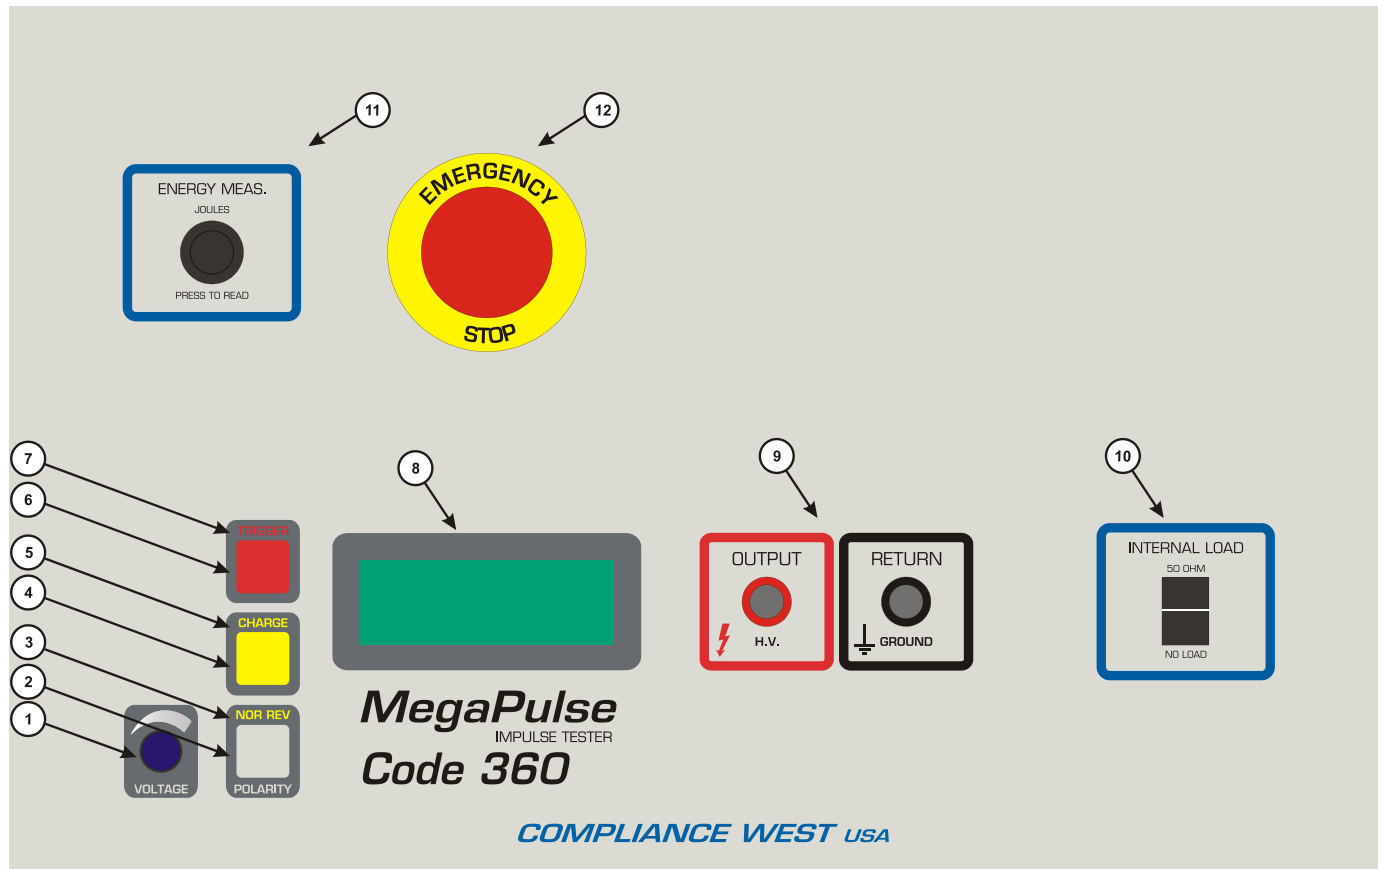 11
12
ENERGY MEAS.
JOULES
PRESS TO READ
EMERGENCY
STOP
7
6
5
4
3
2
1
8
9
10
TRIGGER
CHARGE
NOR REV
POLARITY
VOLTAGE
MegaPulse
IMPULSE TESTER
Code 360
OUTPUT
H.V.
RETURN
GROUND
INTERNAL LOAD
50 OHM
NO LOAD
COMPLIANCE WEST USA